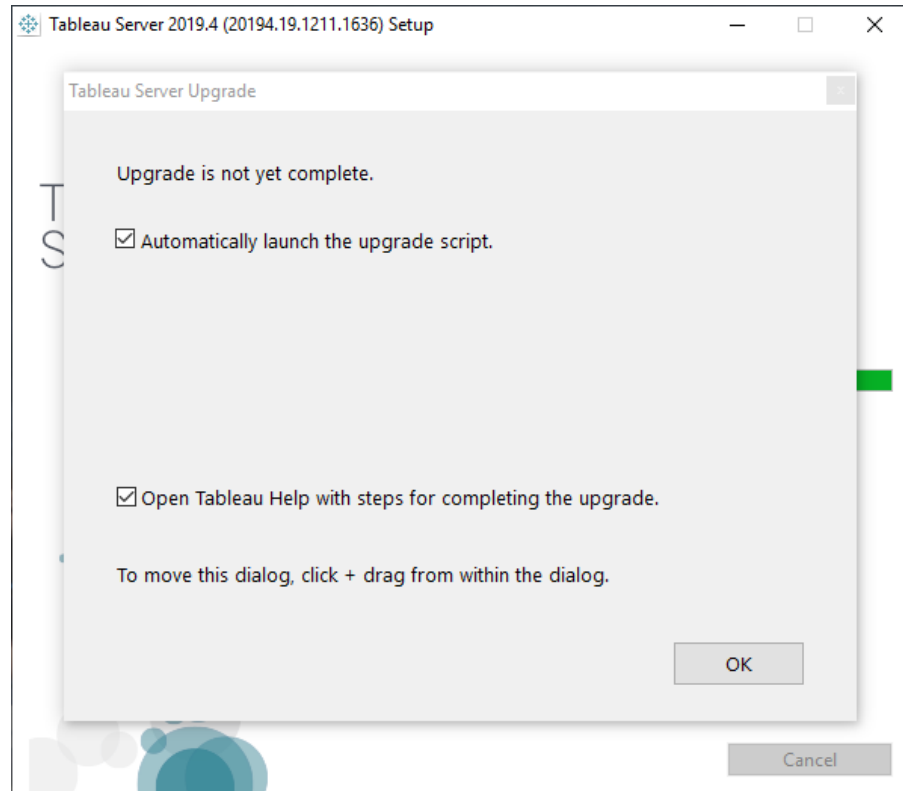 Tableau Server 2019.4 (20194.19.1211.1636) Setup
Tableau Server Upgrade
Upgrade is not yet complete.
T
S
Automatically launch the upgrade script.
Open Tableau Help with steps for completing the upgrade.
To move this dialog, click + drag from within the dialog.
OK
Cancel